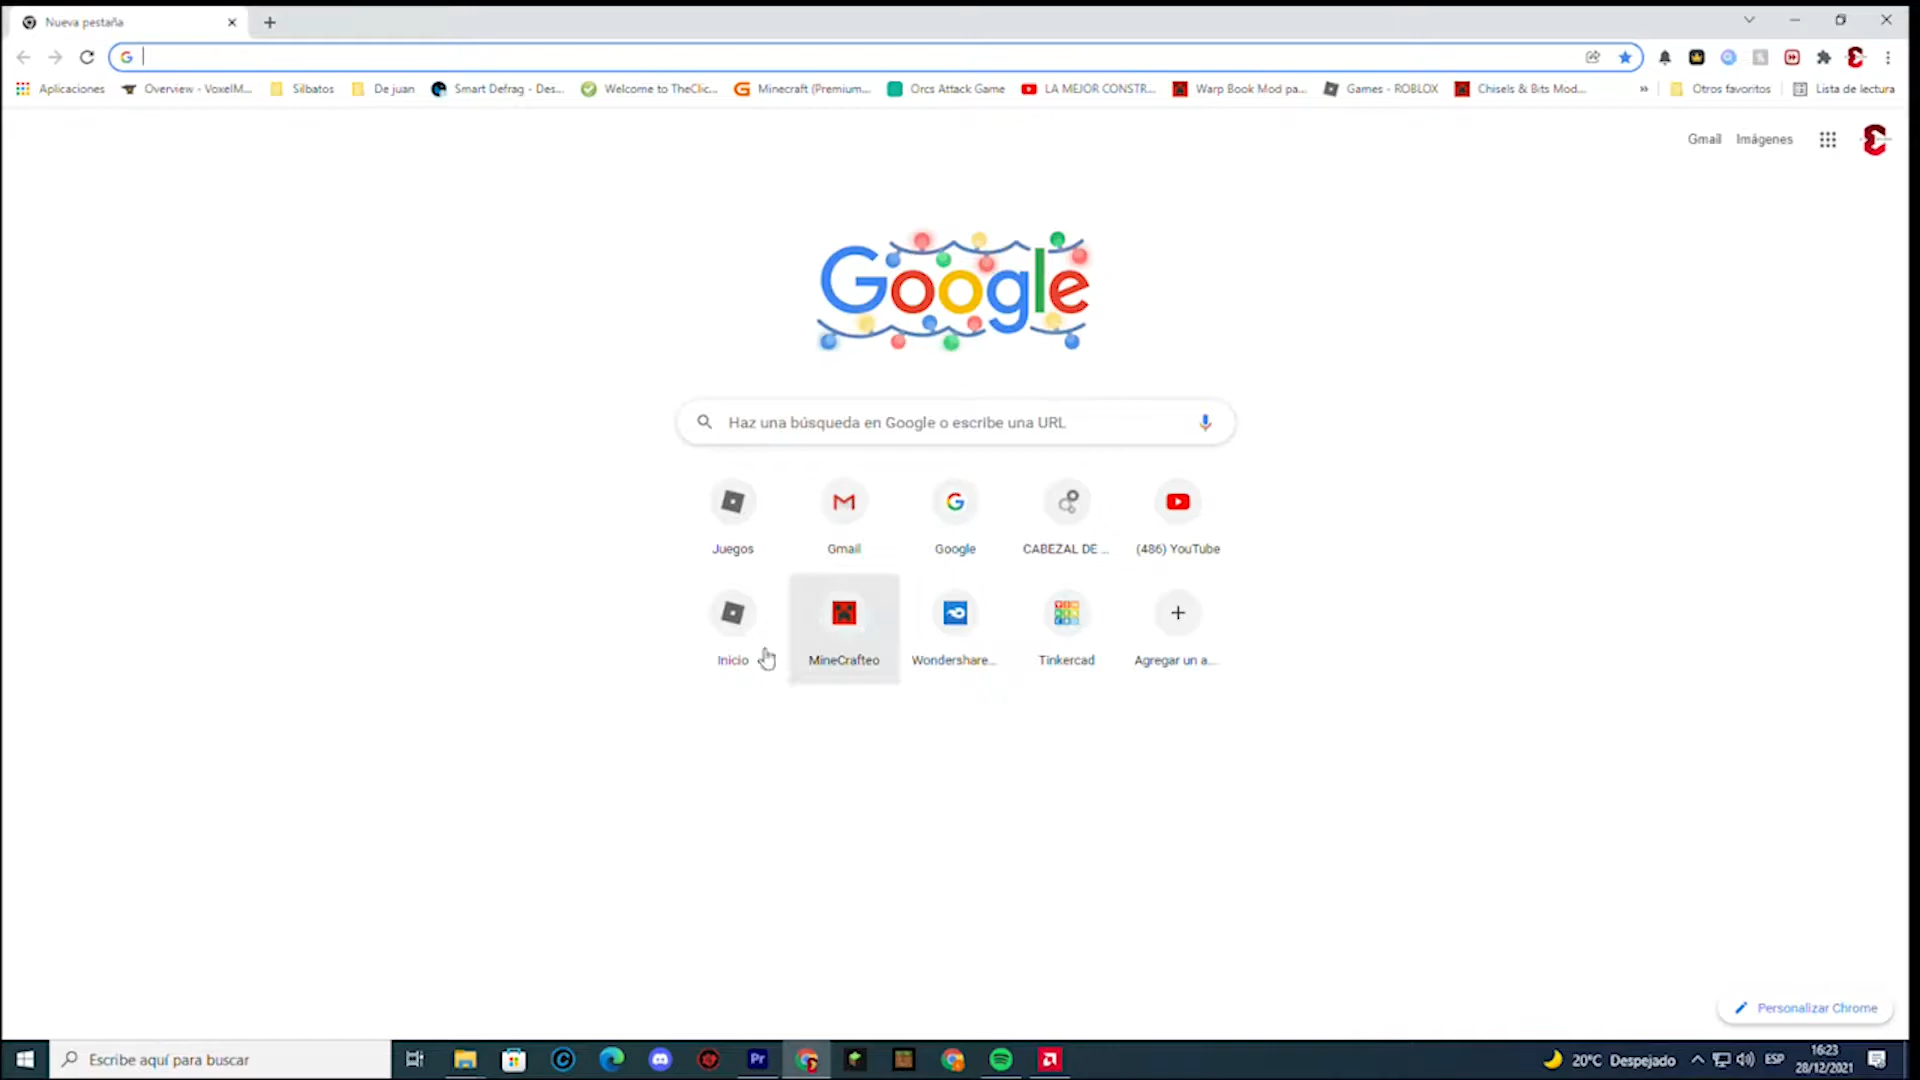 Nueva pestaña
Aplicaciones Overview - VoxelM... Silbatos De juan Smart Defrag - Des... Welcome to TheClic... Minecraft (Premium... Orcs Attack Game LA MEJOR CONSTR... Warp Book Mod pa... Games - ROBLOX Chisels & Bits Mod... » Otros favoritos Lista de lectura
Gmail Imágenes
Google
Haz una búsqueda en Google o escribe una URL
Juegos Gmail Google CABEZAL DE ... (486) YouTube
Inicio MineCrafteo Wondershare... Tinkercad Agregar un a...
Personalizar Chrome
Escribe aquí para buscar Pr 20°C Despejado ESP 16:23
28/12/2021